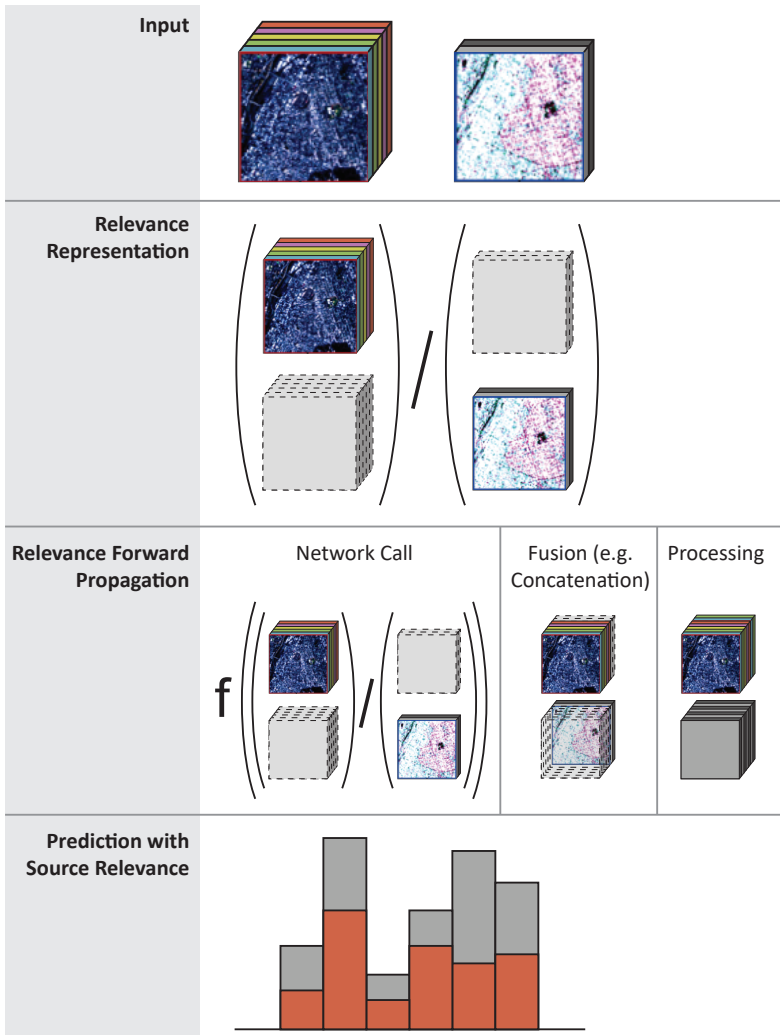 Input
Relevance
Representation
Relevance Forward
Propagation
Network Call
Fusion (e.g.
Concatenation)
Processing
f
Prediction with
Source Relevance